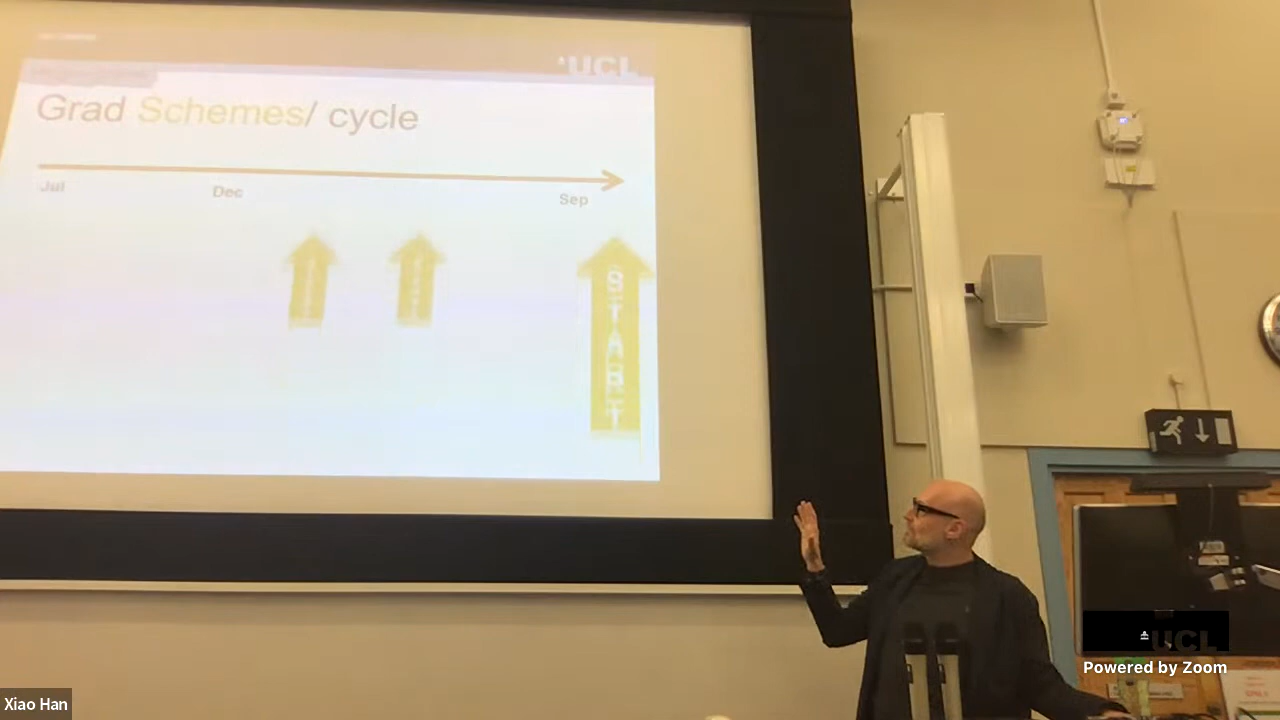 UCL
Grad Schemes/ cycle
Jul
Dec
Sep
START
UCL
Powered by Zoom
Xiao Han